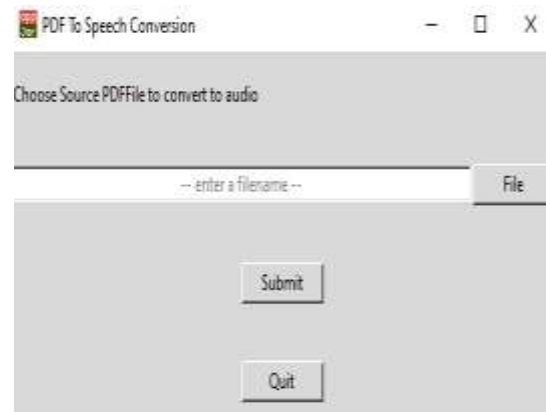 PDF To Speech Conversion
Choose Source PDFFile to convert to audio
-- enter a filename --
File
Submit
Quit